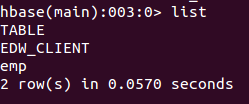 hbase(main):003:0> list
TABLE
EDW_CLIENT
emp
2 row(s) in 0.0570 seconds